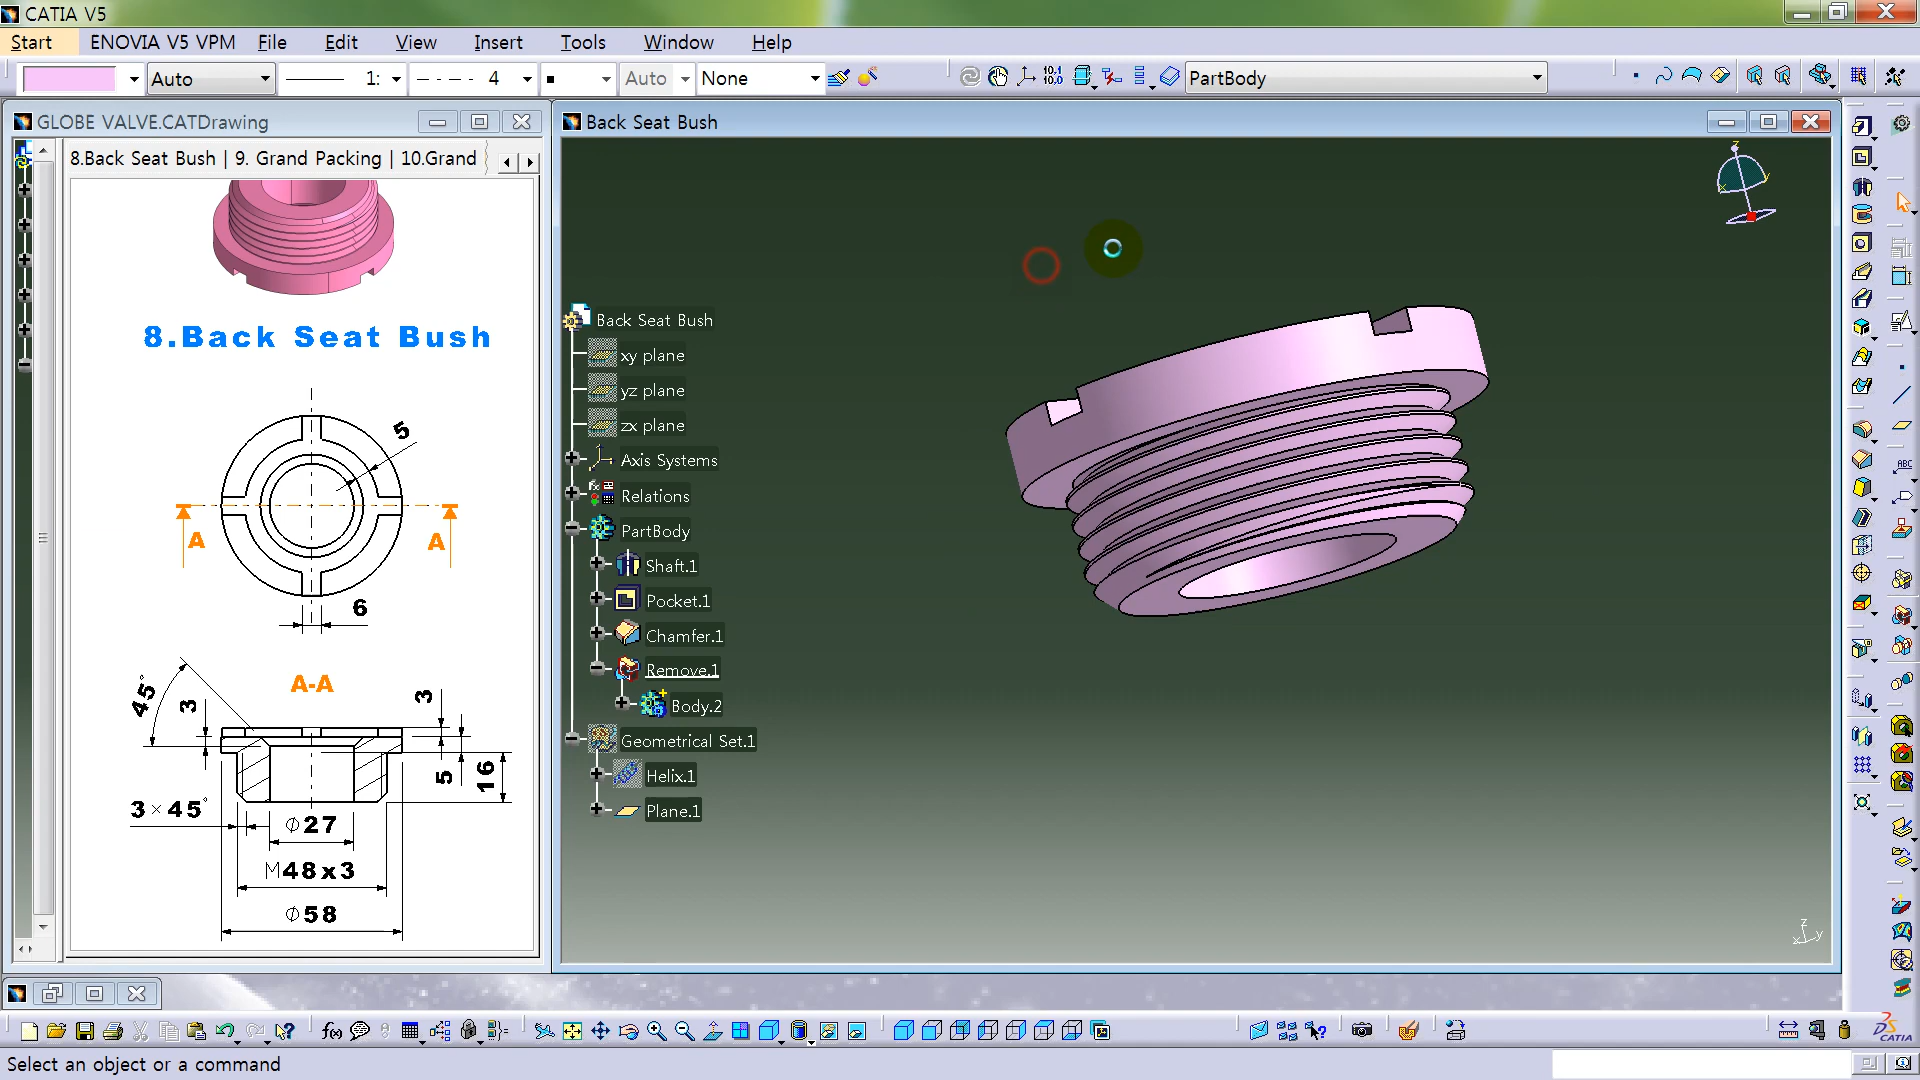 CATIA V5
Start ENOVIA V5 VPM File Edit View Insert Tools Window Help
Auto 1: 4 Auto None PartBody
GLOBE VALVE.CATDrawing
8.Back Seat Bush | 9. Grand Packing | 10.Grand
8.Back Seat Bush
5
A A
6
A-A
45° 3 3
5 16
3×45°
∅27
M48x3
∅58
Back Seat Bush
z
x y
Back Seat Bush
xy plane
yz plane
zx plane
Axis Systems
Relations
PartBody
Shaft.1
Pocket.1
Chamfer.1
Remove.1
Body.2
Geometrical Set.1
Helix.1
Plane.1
z
x y
ABC
CATIA
Select an object or a command